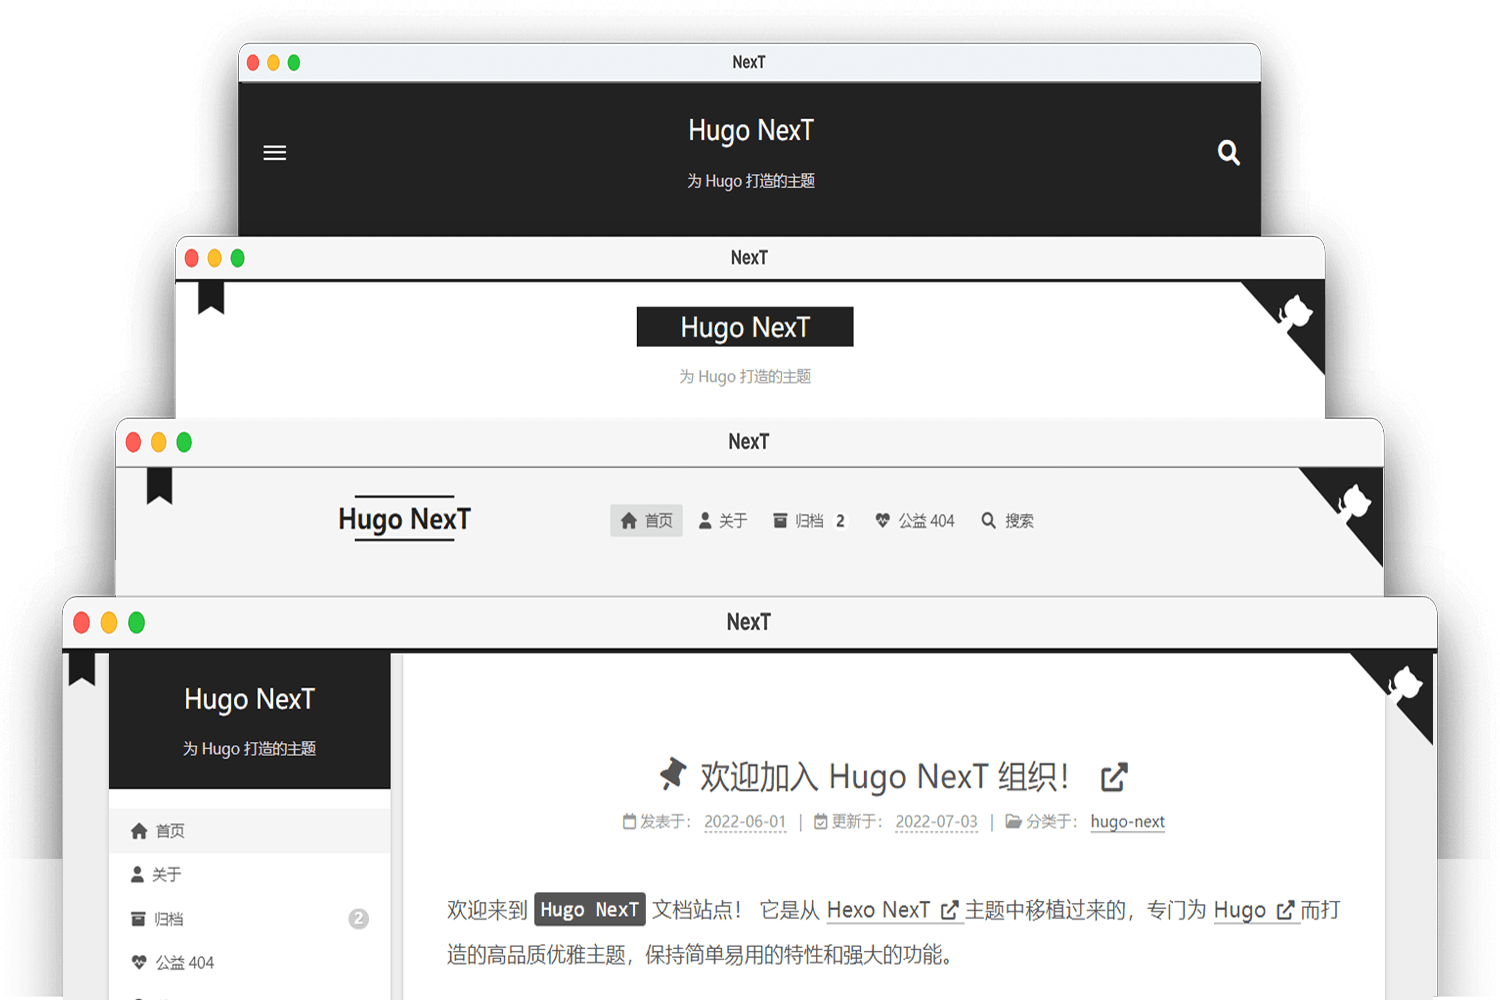 NexT
Hugo NexT
为 Hugo 打造的主题
NexT
Hugo NexT
为 Hugo 打造的主题
NexT
Hugo NexT 首页 关于 归档 2 公益 404 搜索
NexT
Hugo NexT
为 Hugo 打造的主题
首页
关于
归档 2
公益 404
欢迎加入 Hugo NexT 组织！
发表于： 2022-06-01 | 更新于： 2022-07-03 | 分类于： hugo-next
欢迎来到 Hugo NexT 文档站点！ 它是从 Hexo NexT 主题中移植过来的，专门为 Hugo 而打
造的高品质优雅主题，保持简单易用的特性和强大的功能。